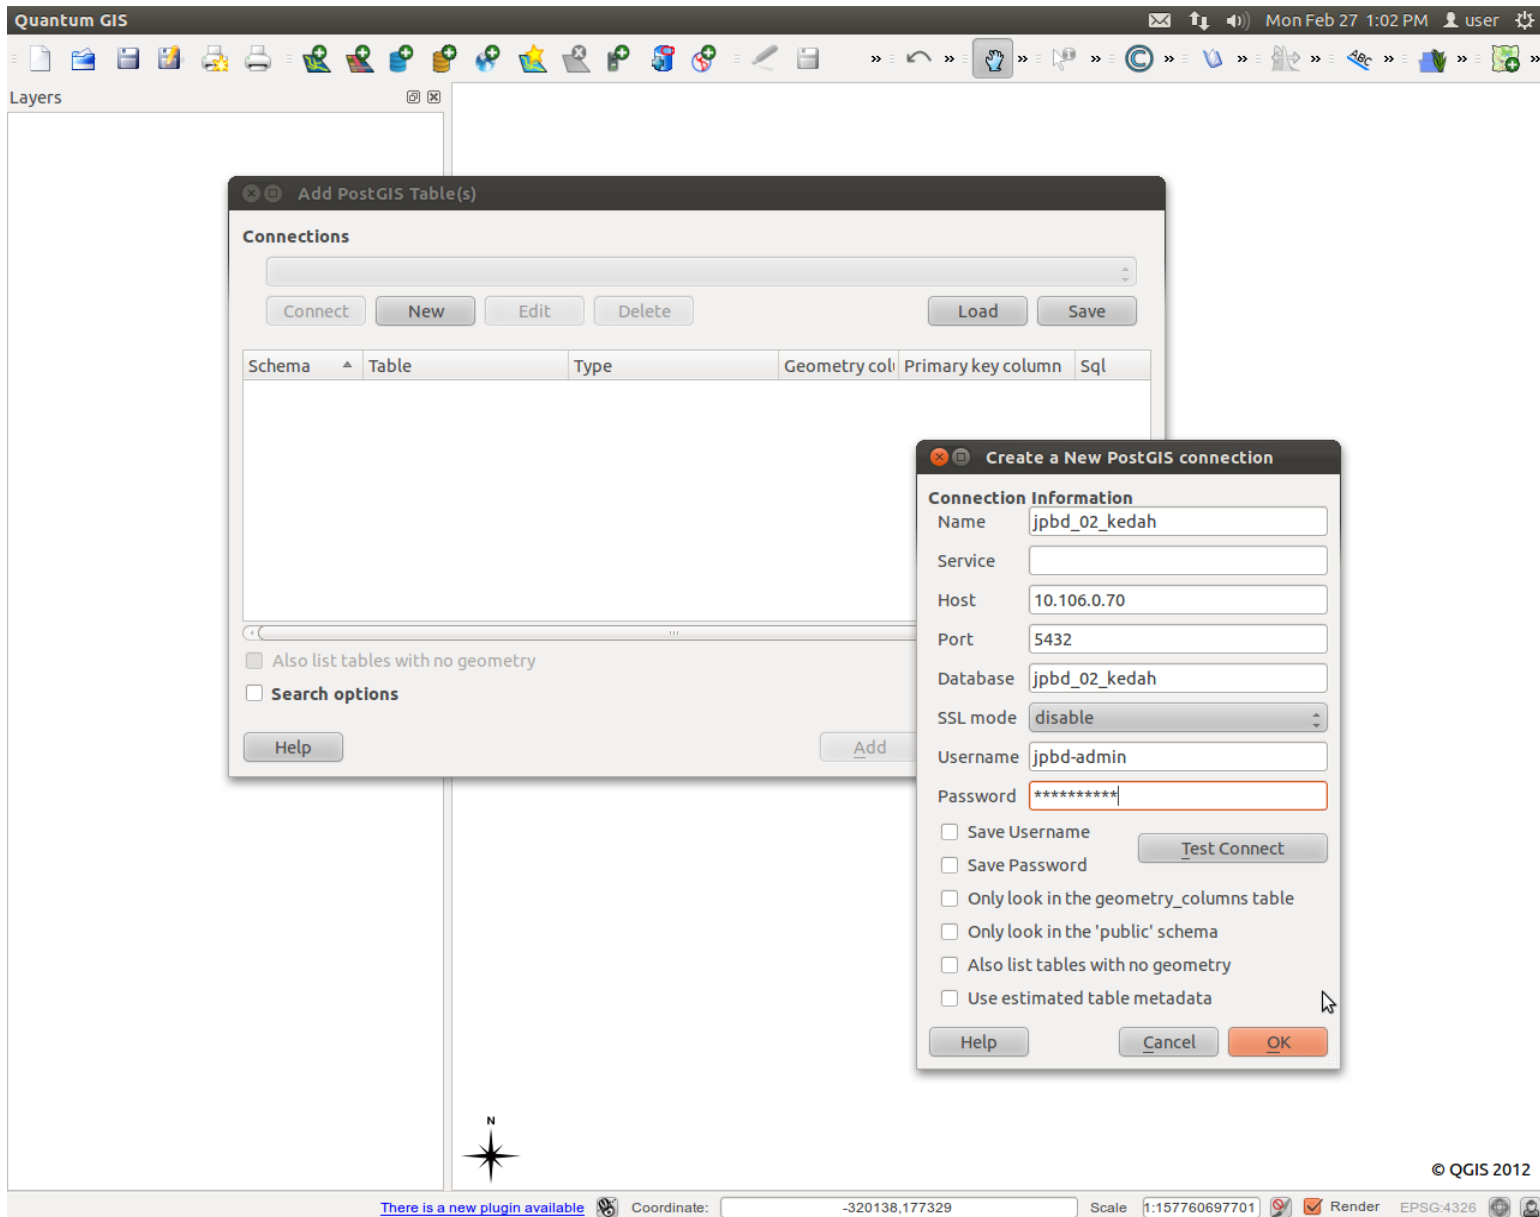 Quantum GIS
Mon Feb 27 1:02 PM user
ABC
Layers
Add PostGIS Table(s)
Connections
Connect New Edit Delete Load Save
Schema Table Type Geometry col Primary key column Sql
Also list tables with no geometry
Search options
Help Add
Create a New PostGIS connection
Connection Information
Name jpbd_02_kedah
Service
Host 10.106.0.70
Port 5432
Database jpbd_02_kedah
SSL mode disable
Username jpbd-admin
Password **********
Save Username
Test Connect
Save Password
Only look in the geometry_columns table
Only look in the 'public' schema
Also list tables with no geometry
Use estimated table metadata
Help Cancel OK
N
© QGIS 2012
There is a new plugin available Coordinate: -320138,177329 Scale 1:157760697701 Render EPSG:4326